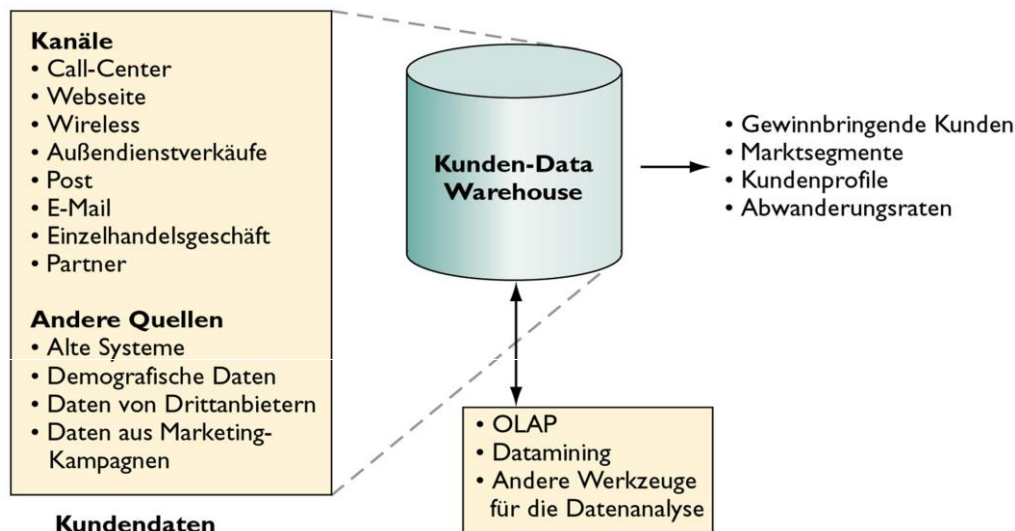 Kanäle
• Call-Center
• Webseite
• Wireless
• Außendienstverkäufe
• Post
• E-Mail
• Einzelhandelsgeschäft
• Partner
Andere Quellen
• Alte Systeme
• Demografische Daten
• Daten von Drittanbietern
• Daten aus Marketing-
Kampagnen
Kundendaten
Kunden-Data
Warehouse
• Gewinnbringende Kunden
• Marktsegmente
• Kundenprofile
• Abwanderungsraten
• OLAP
• Datamining
• Andere Werkzeuge
für die Datenanalyse